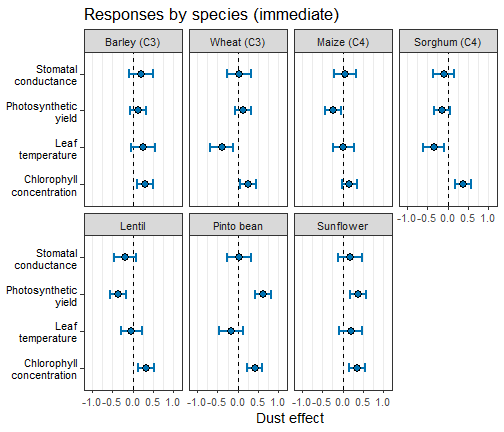 Responses by species (immediate)
Barley (C3) Wheat (C3) Maize (C4) Sorghum (C4)
Stomatal
conductance
Photosynthetic
yield
Leaf
temperature
Chlorophyll
concentration
-1.0 -0.5 0.0 0.5 1.0
Lentil Pinto bean Sunflower
Stomatal
conductance
Photosynthetic
yield
Leaf
temperature
Chlorophyll
concentration
-1.0 -0.5 0.0 0.5 1.0 -1.0 -0.5 0.0 0.5 1.0 -1.0 -0.5 0.0 0.5 1.0
Dust effect